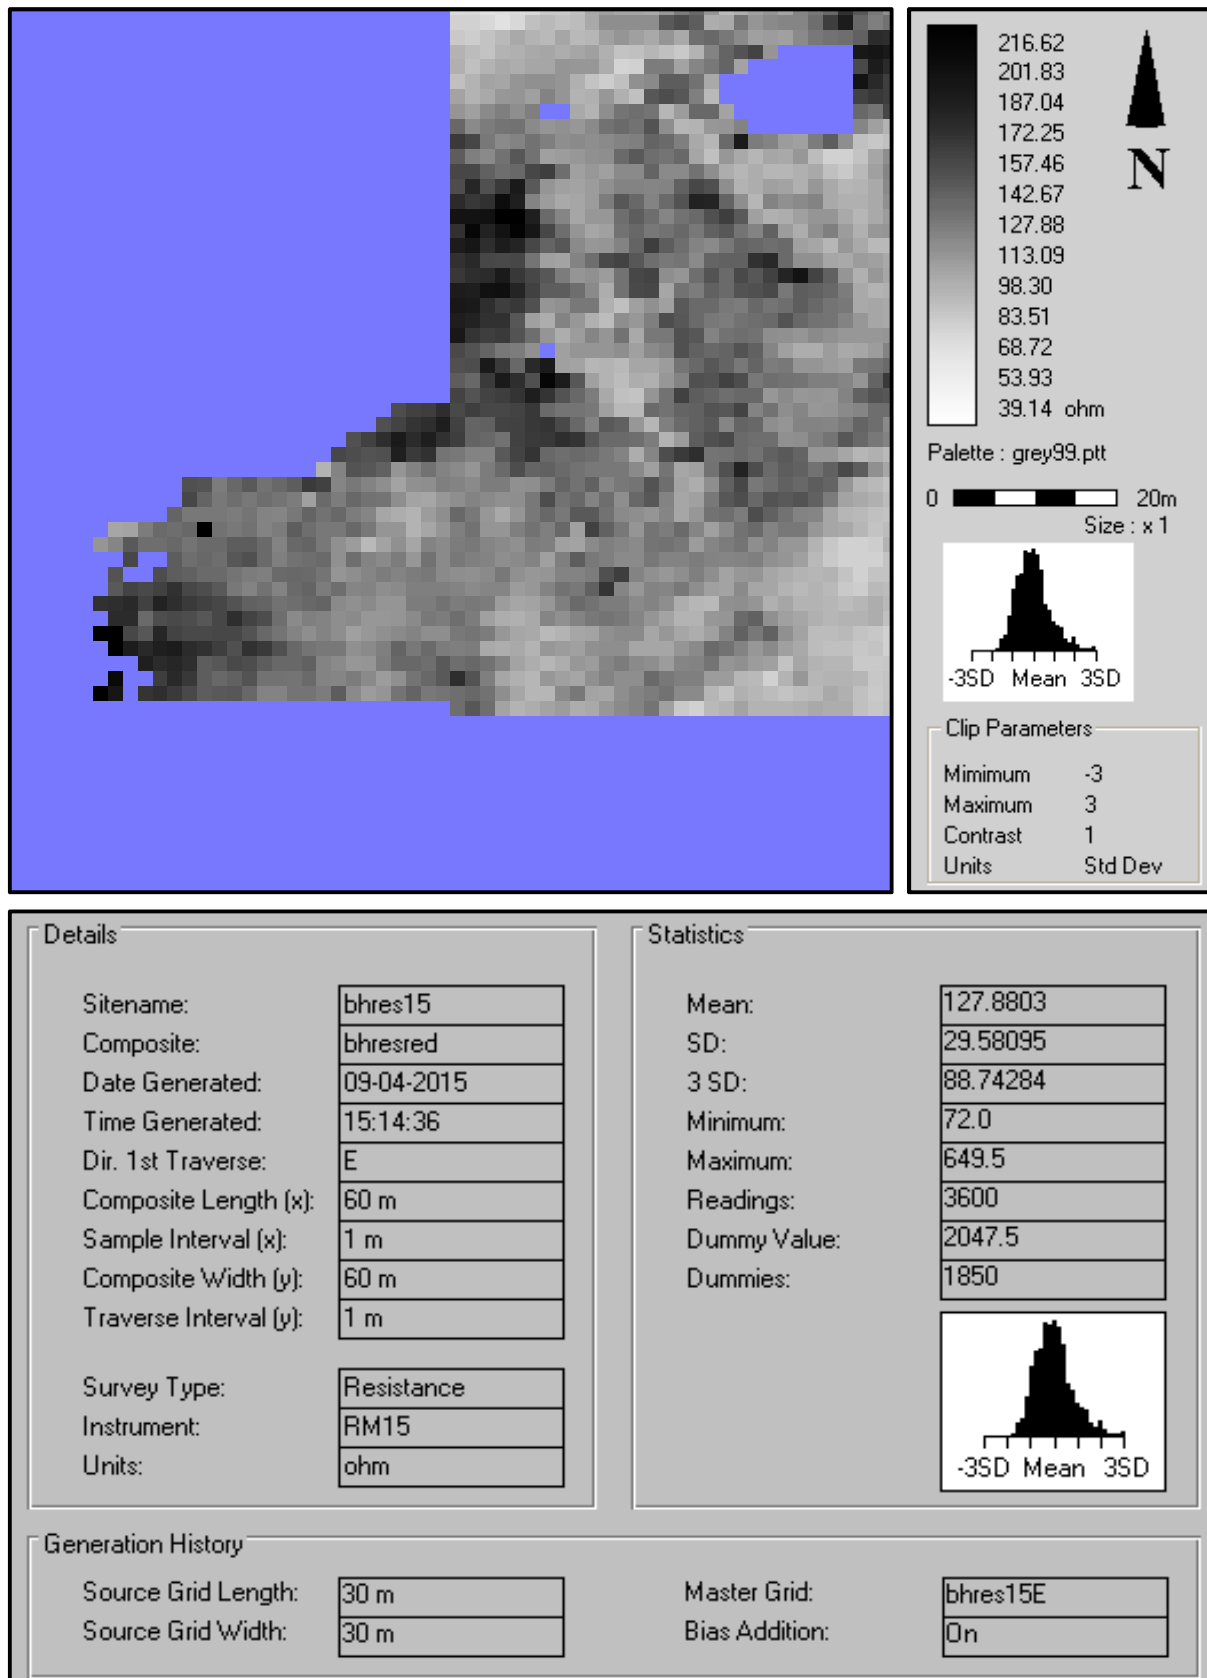 216.62
201.83
187.04
172.25
157.46
142.67
127.88
113.09
98.30
83.51
68.72
53.93
39.14 ohm
N
Palette : grey99.ptt
0 20m
Size : x 1
-3SD Mean 3SD
Clip Parameters
Mimimum -3
Maximum 3
Contrast 1
Units Std Dev
Details
Sitename: bhres15
Composite: bhresred
Date Generated: 09-04-2015
Time Generated: 15:14:36
Dir. 1st Traverse: E
Composite Length (x): 60 m
Sample Interval (x): 1 m
Composite Width (y): 60 m
Traverse Interval (y): 1 m
Survey Type: Resistance
Instrument: RM15
Units: ohm
Statistics
Mean: 127.8803
SD: 29.58095
3 SD: 88.74284
Minimum: 72.0
Maximum: 649.5
Readings: 3600
Dummy Value: 2047.5
Dummies: 1850
-3SD Mean 3SD
Generation History
Source Grid Length: 30 m
Source Grid Width: 30 m
Master Grid: bhres15E
Bias Addition: On